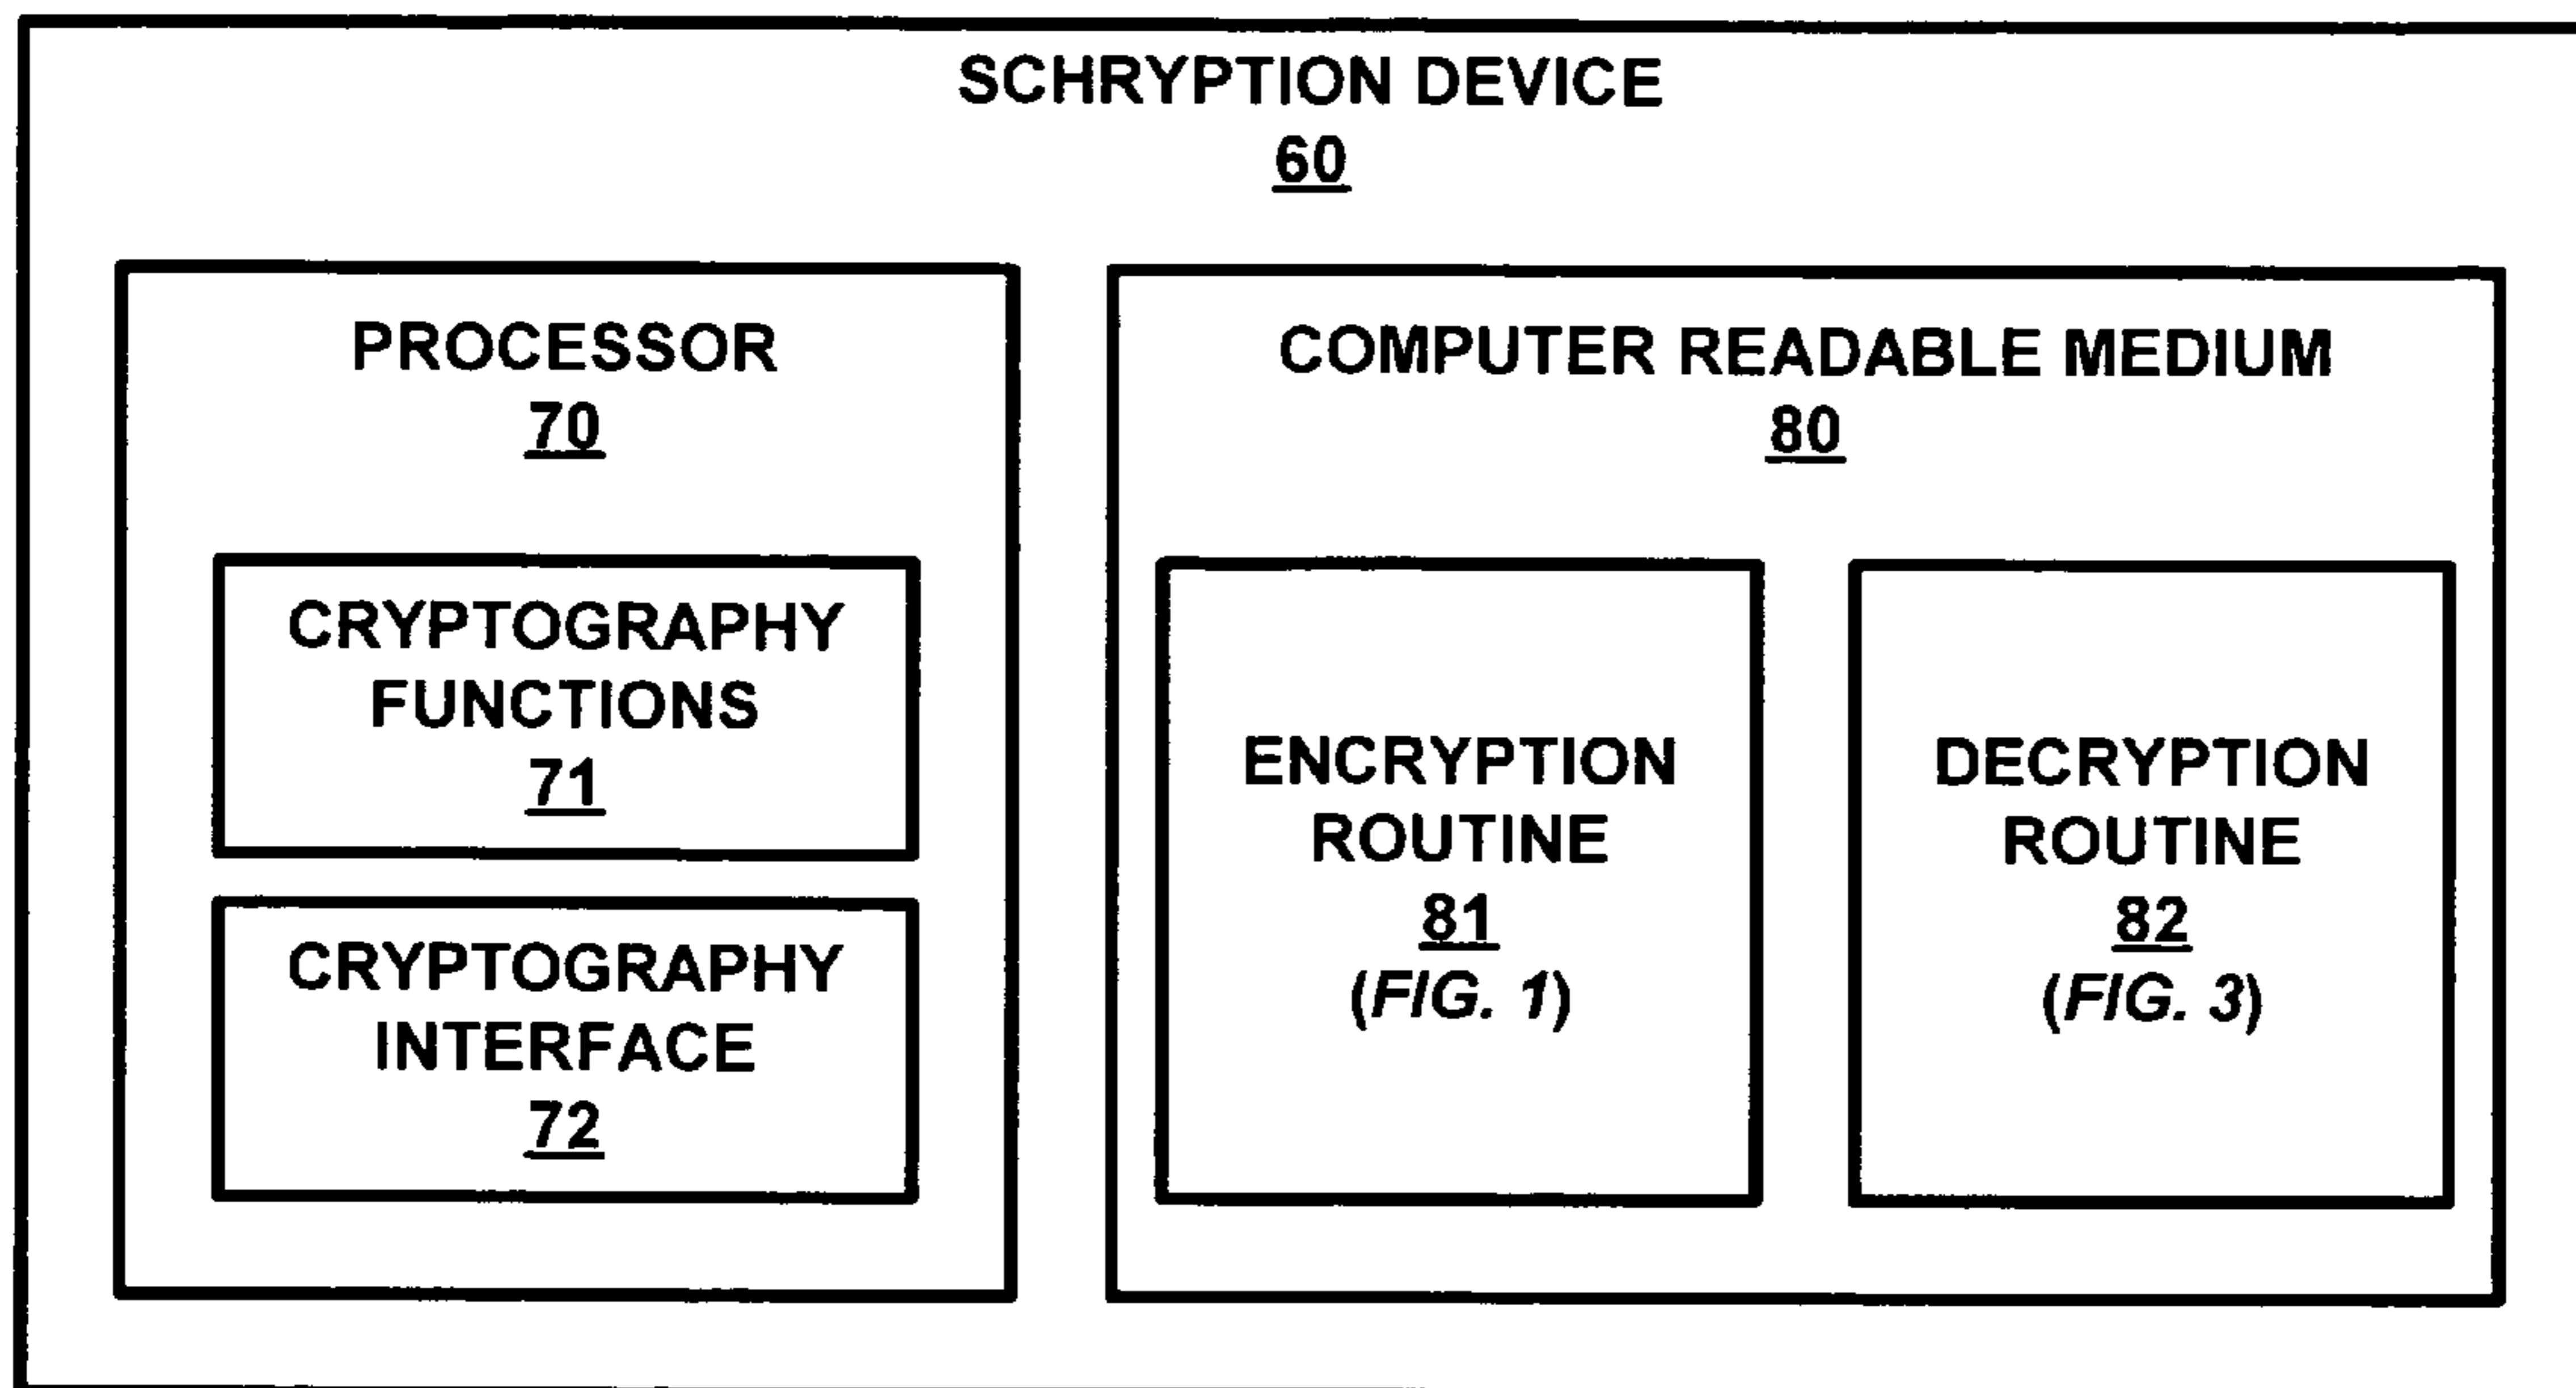 SCHRYPTION DEVICE
60
PROCESSOR
70
CRYPTOGRAPHY
FUNCTIONS
71
CRYPTOGRAPHY
INTERFACE
72
COMPUTER READABLE MEDIUM
80
ENCRYPTION
ROUTINE
81
(FIG. 1)
DECRYPTION
ROUTINE
82
(FIG. 3)